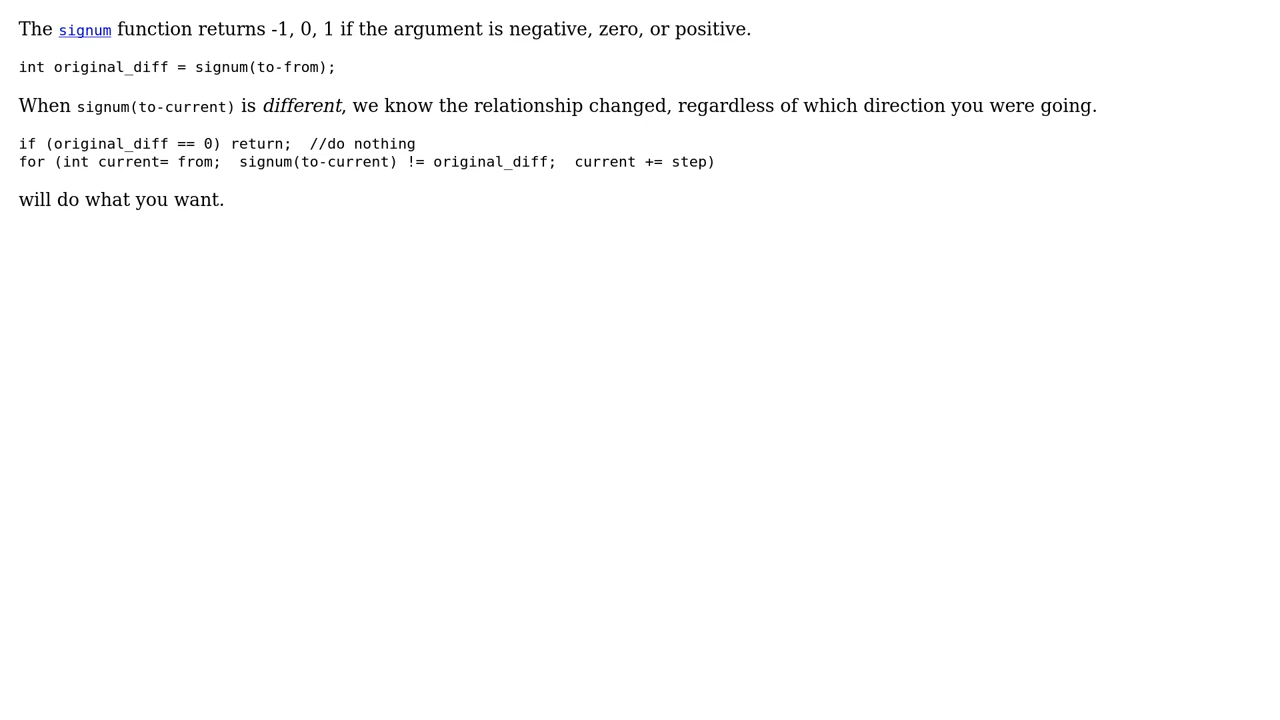 The signum function returns -1, 0, 1 if the argument is negative, zero, or positive.
int original_diff = signum(to-from);
When signum(to-current) is different, we know the relationship changed, regardless of which direction you were going.
if (original_diff == 0) return;  //do nothing
for (int current= from;  signum(to-current) != original_diff;  current += step)
will do what you want.